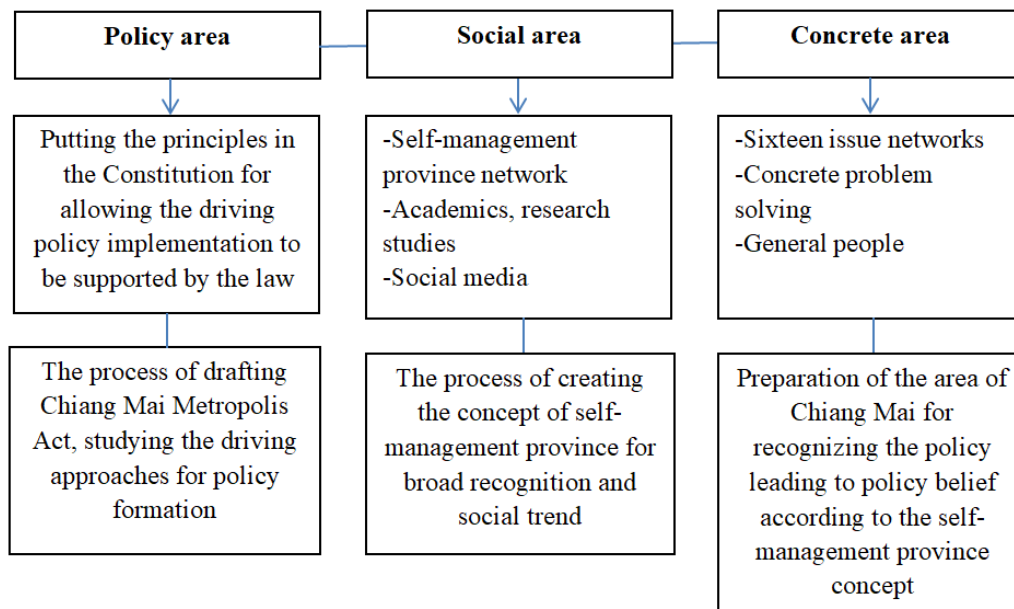 Policy area
Social area
Concrete area
Putting the principles in
the Constitution for
allowing the driving
policy implementation to
be supported by the law
-Self-management
province network
-Academics, research
studies
-Social media
-Sixteen issue networks
-Concrete problem
solving
-General people
The process of drafting
Chiang Mai Metropolis
Act, studying the driving
approaches for policy
formation
The process of creating
the concept of self-
management province for
broad recognition and
social trend
Preparation of the area of
Chiang Mai for
recognizing the policy
leading to policy belief
according to the self-
management province
concept